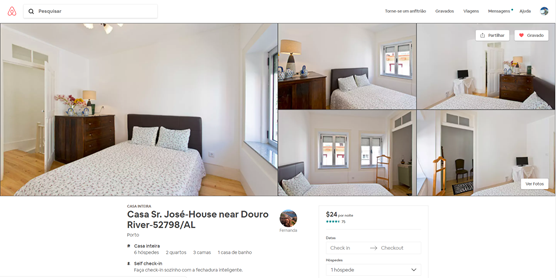 Pesquisar
Torne-se um anfitrião
Gravados
Viagens
Mensagens
Ajuda
Partilhar
Gravado
Ver Fotos
CASA INTEIRA
Casa Sr. José-House near Douro
River-52798/AL
Porto
Fernanda
Casa inteira
6 hóspedes 2 quartos 3 camas 1 casa de banho
Self check-in
Faça check-in sozinho com a fechadura inteligente.
$24 por noite
Datas
Check in → Checkout
Hóspedes
1 hóspede